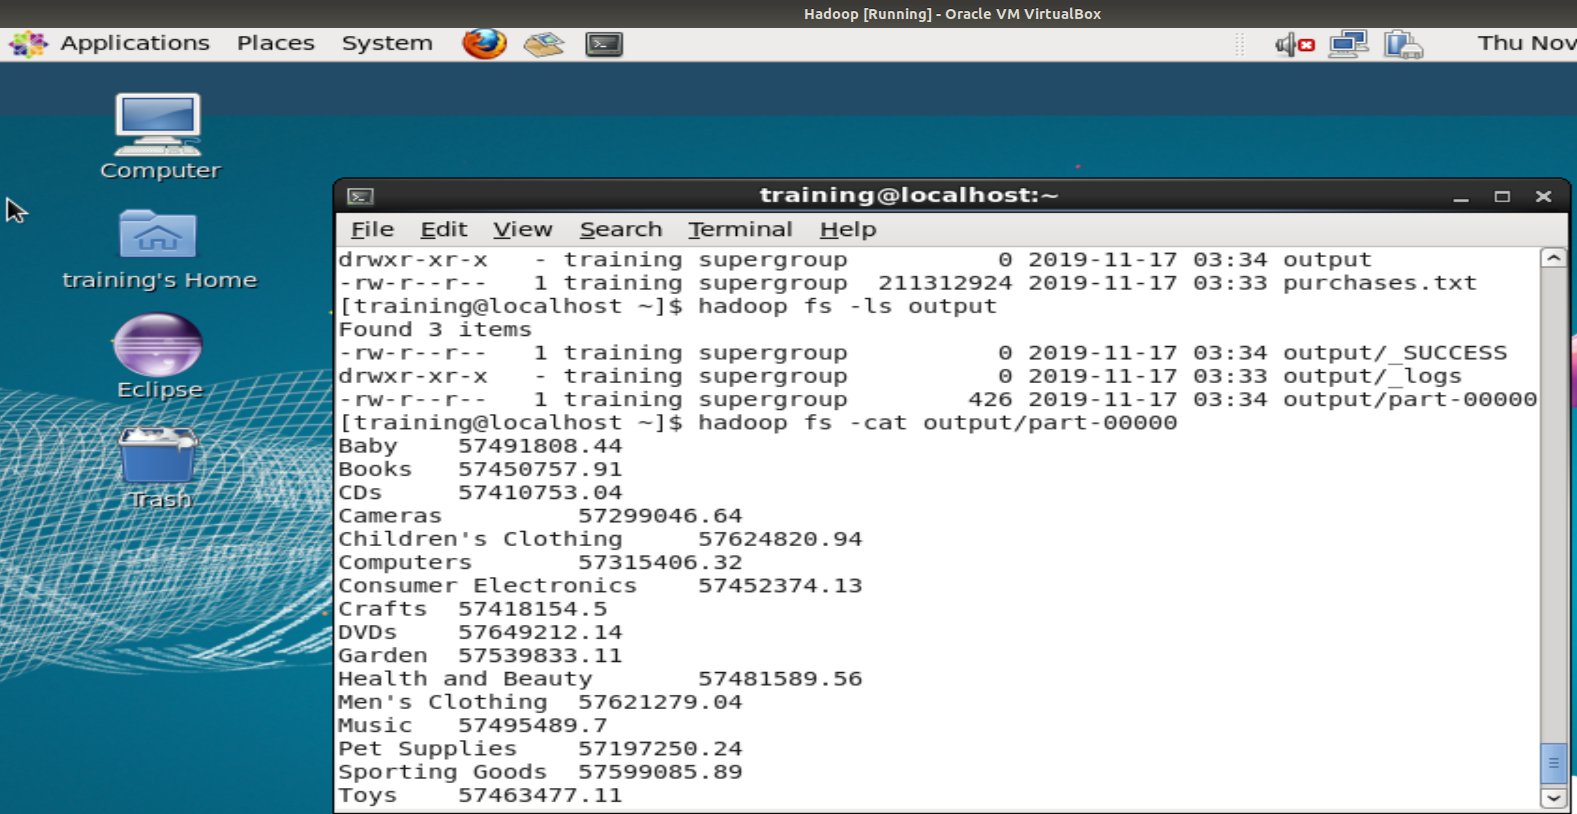 Hadoop [Running] - Oracle VM VirtualBox
Applications Places System Thu Nov
Computer
training's Home
Eclipse
Trash
training@localhost:~
File Edit View Search Terminal Help
drwxr-xr-x   - training supergroup          0 2019-11-17 03:34 output
-rw-r--r--   1 training supergroup  211312924 2019-11-17 03:33 purchases.txt
[training@localhost ~]$ hadoop fs -ls output
Found 3 items
-rw-r--r--   1 training supergroup          0 2019-11-17 03:34 output/_SUCCESS
drwxr-xr-x   - training supergroup          0 2019-11-17 03:33 output/_logs
-rw-r--r--   1 training supergroup        426 2019-11-17 03:34 output/part-00000
[training@localhost ~]$ hadoop fs -cat output/part-00000
Baby    57491808.44
Books   57450757.91
CDs     57410753.04
Cameras         57299046.64
Children's Clothing     57624820.94
Computers       57315406.32
Consumer Electronics    57452374.13
Crafts  57418154.5
DVDs    57649212.14
Garden  57539833.11
Health and Beauty       57481589.56
Men's Clothing  57621279.04
Music   57495489.7
Pet Supplies    57197250.24
Sporting Goods  57599085.89
Toys    57463477.11